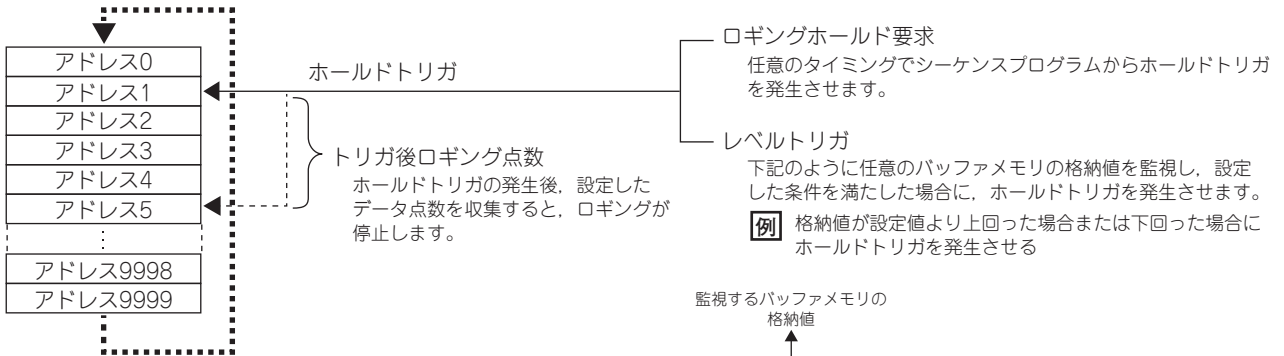 アドレス0
アドレス1
アドレス2
アドレス3
アドレス4
アドレス5
アドレス9998
アドレス9999
ホールドトリガ
トリガ後ロギング点数
ホールドトリガの発生後，設定した
データ点数を収集すると，ロギングが
停止します。
ロギングホールド要求
任意のタイミングでシーケンスプログラムからホールドトリガ
を発生させます。
レベルトリガ
下記のように任意のバッファメモリの格納値を監視し，設定
した条件を満たした場合に，ホールドトリガを発生させます。
例 格納値が設定値より上回った場合または下回った場合に
ホールドトリガを発生させる
監視するバッファメモリの
格納値